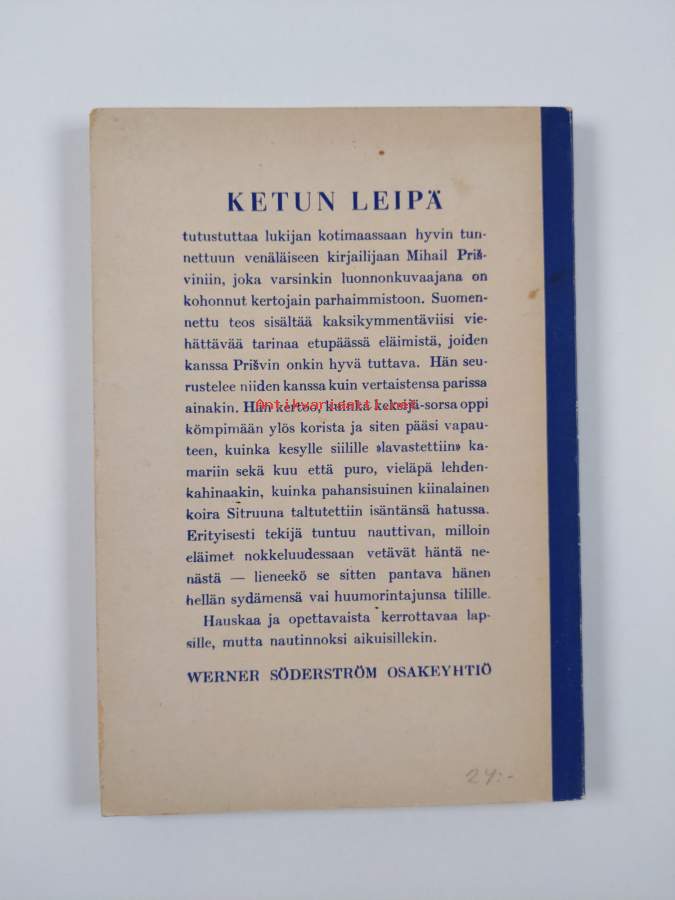 KETUN LEIPÄ
tutustuttaa lukijan kotimaassaan hyvin tun-
nettuun venäläiseen kirjailijaan Mihail Priš-
viniin, joka varsinkin luonnonkuvaajana on
kohonnut kertojain parhaimmistoon. Suomen-
nettu teos sisältää kaksikymmentäviisi vie-
hättävää tarinaa etupäässä eläimistä, joiden
kanssa Prišvin onkin hyvä tuttava. Hän seu-
rustelee niiden kanssa kuin vertaistensa parissa
ainakin. Hän kertoo, kuinka keksijä-sorsa oppi
kömpimään ylös korista ja siten pääsi vapau-
teen, kuinka kesylle siilille »lavastettiin» ka-
mariin sekä kuu että puro, vieläpä lehden-
kahinaakin, kuinka pahansisuinen kiinalainen
koira Sitruuna taltutettiin isäntänsä hatussa.
Erityisesti tekijä tuntuu nauttivan, milloin
eläimet nokkeluudessaan vetävät häntä ne-
nästä — lieneekö se sitten pantava hänen
hellän sydämensä vai huumorintajunsa tilille.
Hauskaa ja opettavaista kerrottavaa lap-
sille, mutta nautinnoksi aikuisillekin.
WERNER SÖDERSTRÖM OSAKEYHTIÖ
24:-